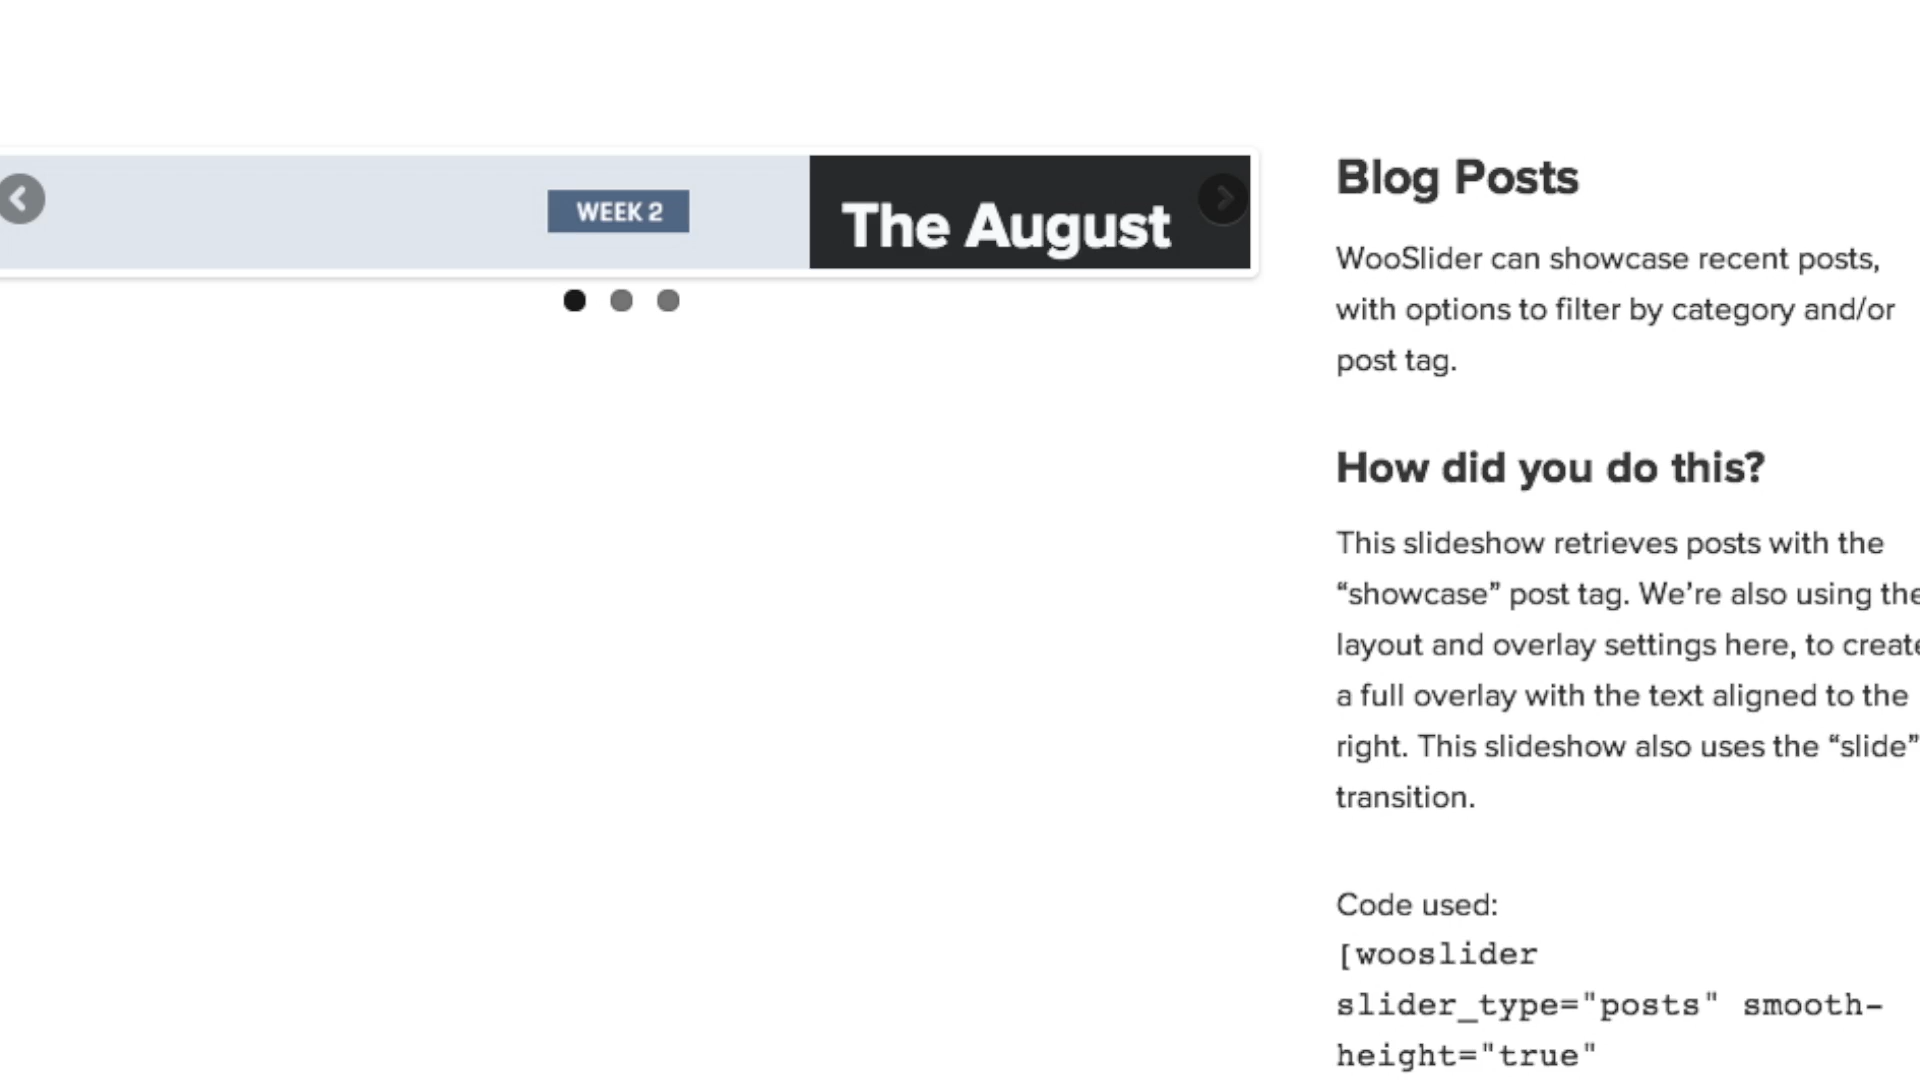 WEEK 2
The August
Blog Posts
WooSlider can showcase recent posts,
with options to filter by category and/or
post tag.
How did you do this?
This slideshow retrieves posts with the
“showcase” post tag. We’re also using the
layout and overlay settings here, to create
a full overlay with the text aligned to the
right. This slideshow also uses the “slide”
transition.
Code used:
[wooslider
slider_type="posts" smooth-
height="true"